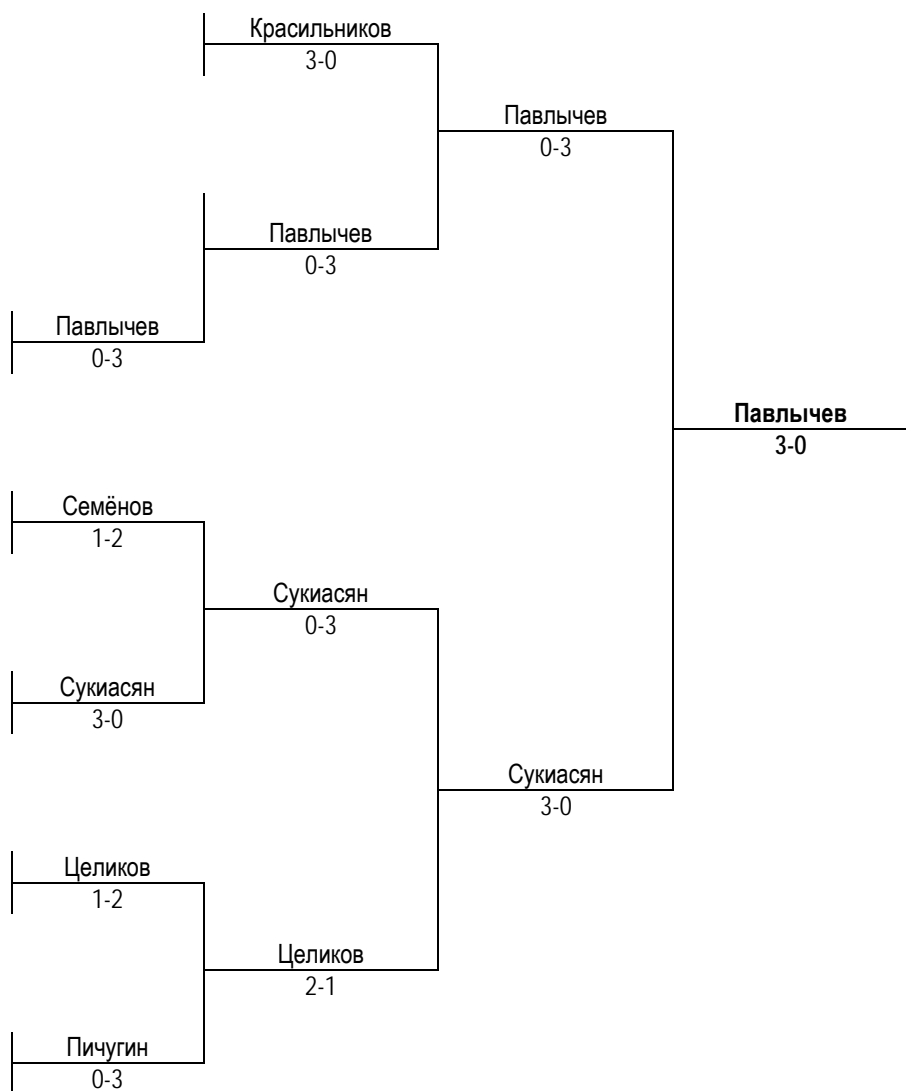 Красильников
3-0
Павлычев
0-3
Павлычев
0-3
Павлычев
0-3
Павлычев
3-0
Семёнов
1-2
Сукиасян
0-3
Сукиасян
3-0
Сукиасян
3-0
Целиков
1-2
Целиков
2-1
Пичугин
0-3